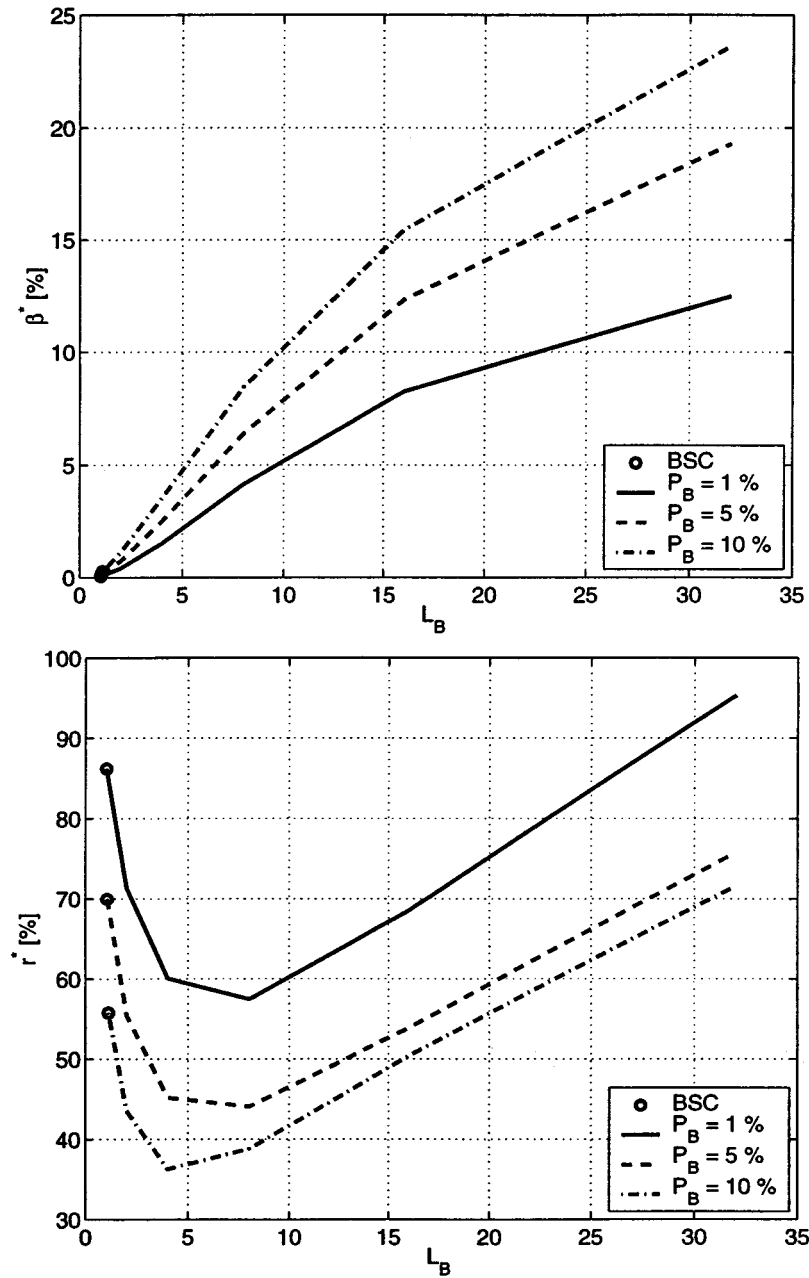 25
20
15
10
5
0
β* [%]
0 5 10 15 20 25 30 35
L_B
BSC
P_B = 1 %
P_B = 5 %
P_B = 10 %
100
90
80
70
60
50
40
30
r* [%]
0 5 10 15 20 25 30 35
L_B
BSC
P_B = 1 %
P_B = 5 %
P_B = 10 %